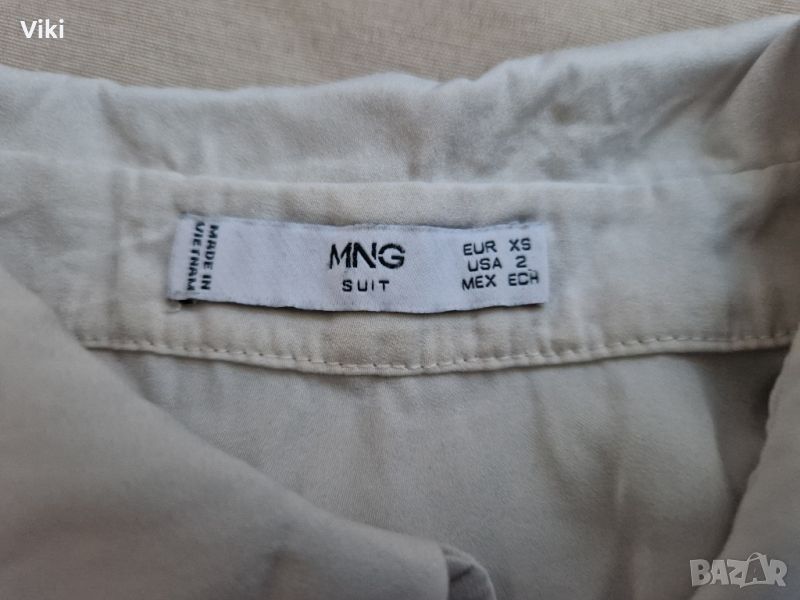 Viki
MADE IN
VIETNAM
MNG
SUIT
EUR XS
USA 2
MEX ECH
BAZAR